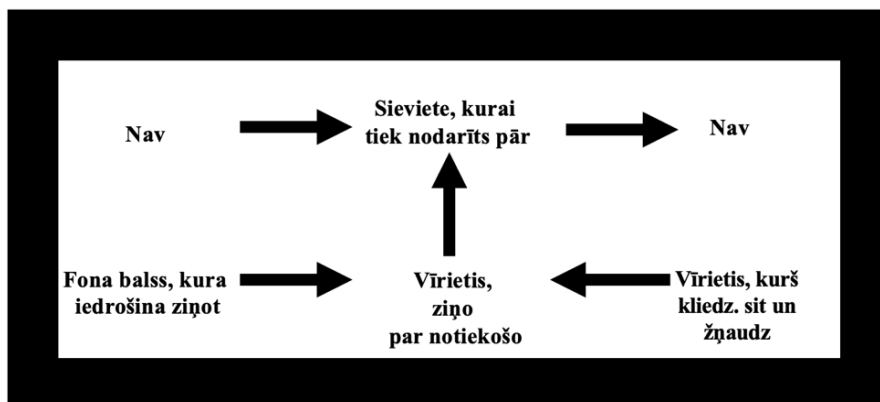 Nav
Sieviete, kurai
tiek nodarīts pār
Nav
Fona balss, kura
iedrošina ziņot
Vīrietis,
ziņo
par notiekošo
Vīrietis, kurš
kliedz. sit un
žņaudz